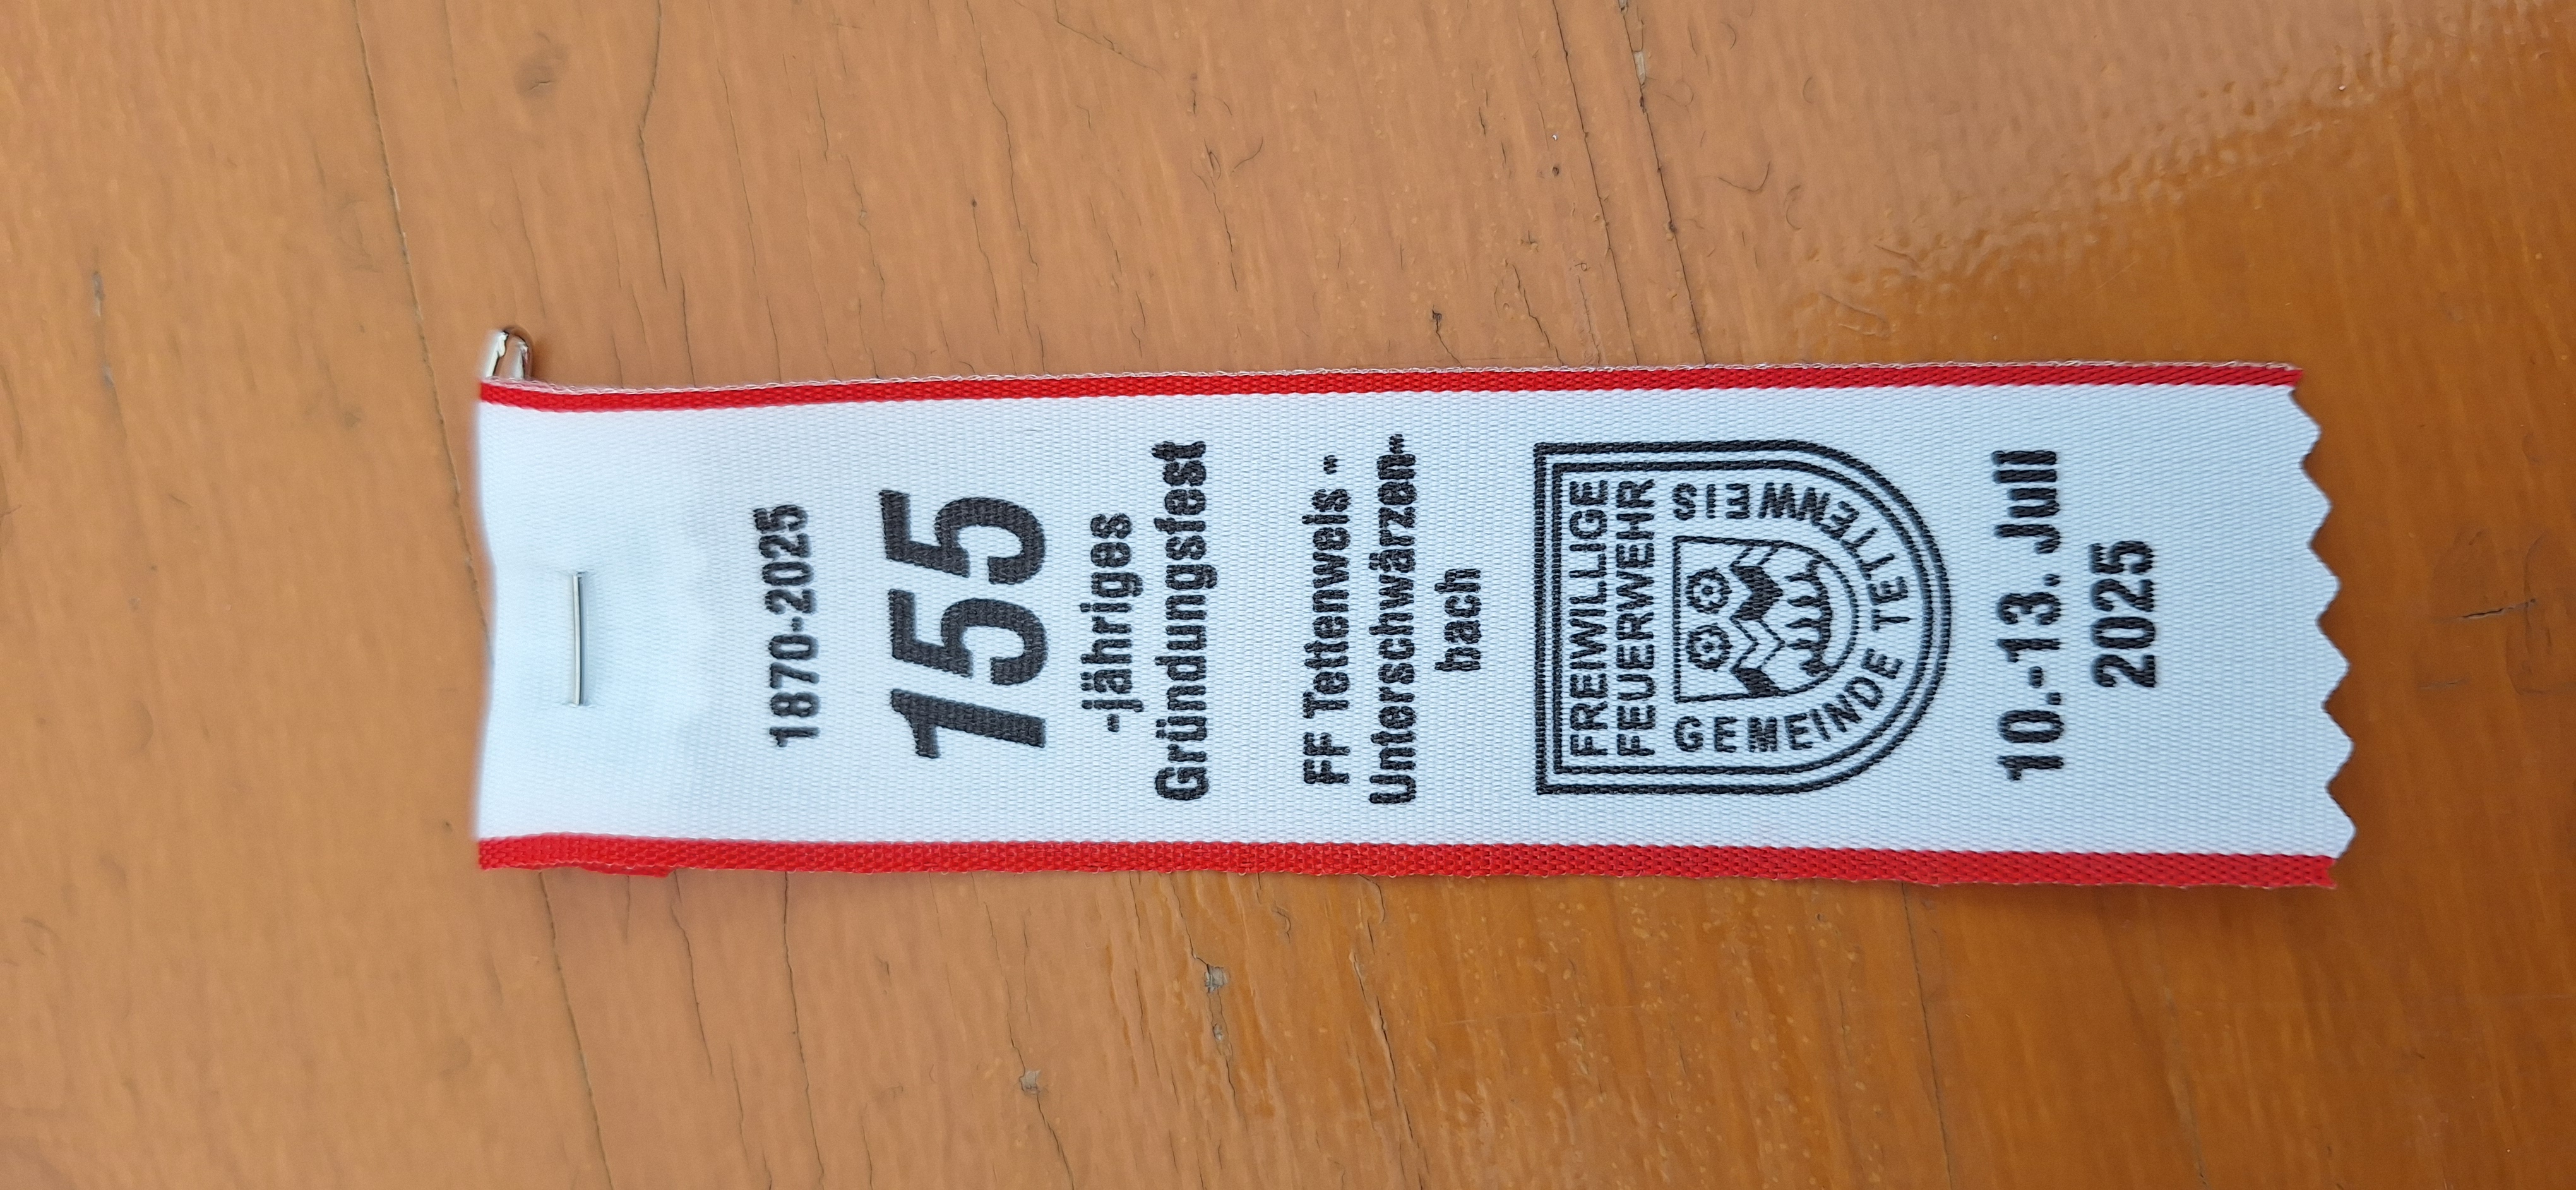 1870-2025
155
-jähriges
Gründungsfest
FF Tettenweis -
Unterschwärzen-
bach
FREIWILLIGE
FEUERWEHR
GEMEINDE TETTENWEIS
10.-13. Juli
2025